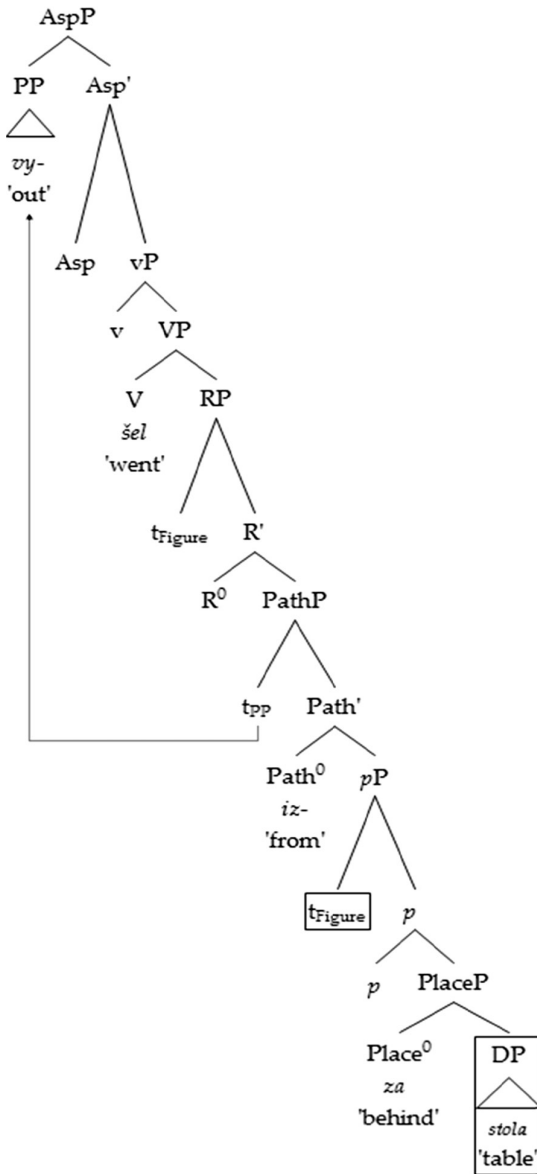 AspP
PP Asp'
vy-
'out'
Asp vP
v VP
V RP
šel
'went'
tFigure R'
R⁰ PathP
tPP Path'
Path⁰ pP
iz-
'from'
tFigure p
p PlaceP
Place⁰ DP
za stola
'behind' 'table'